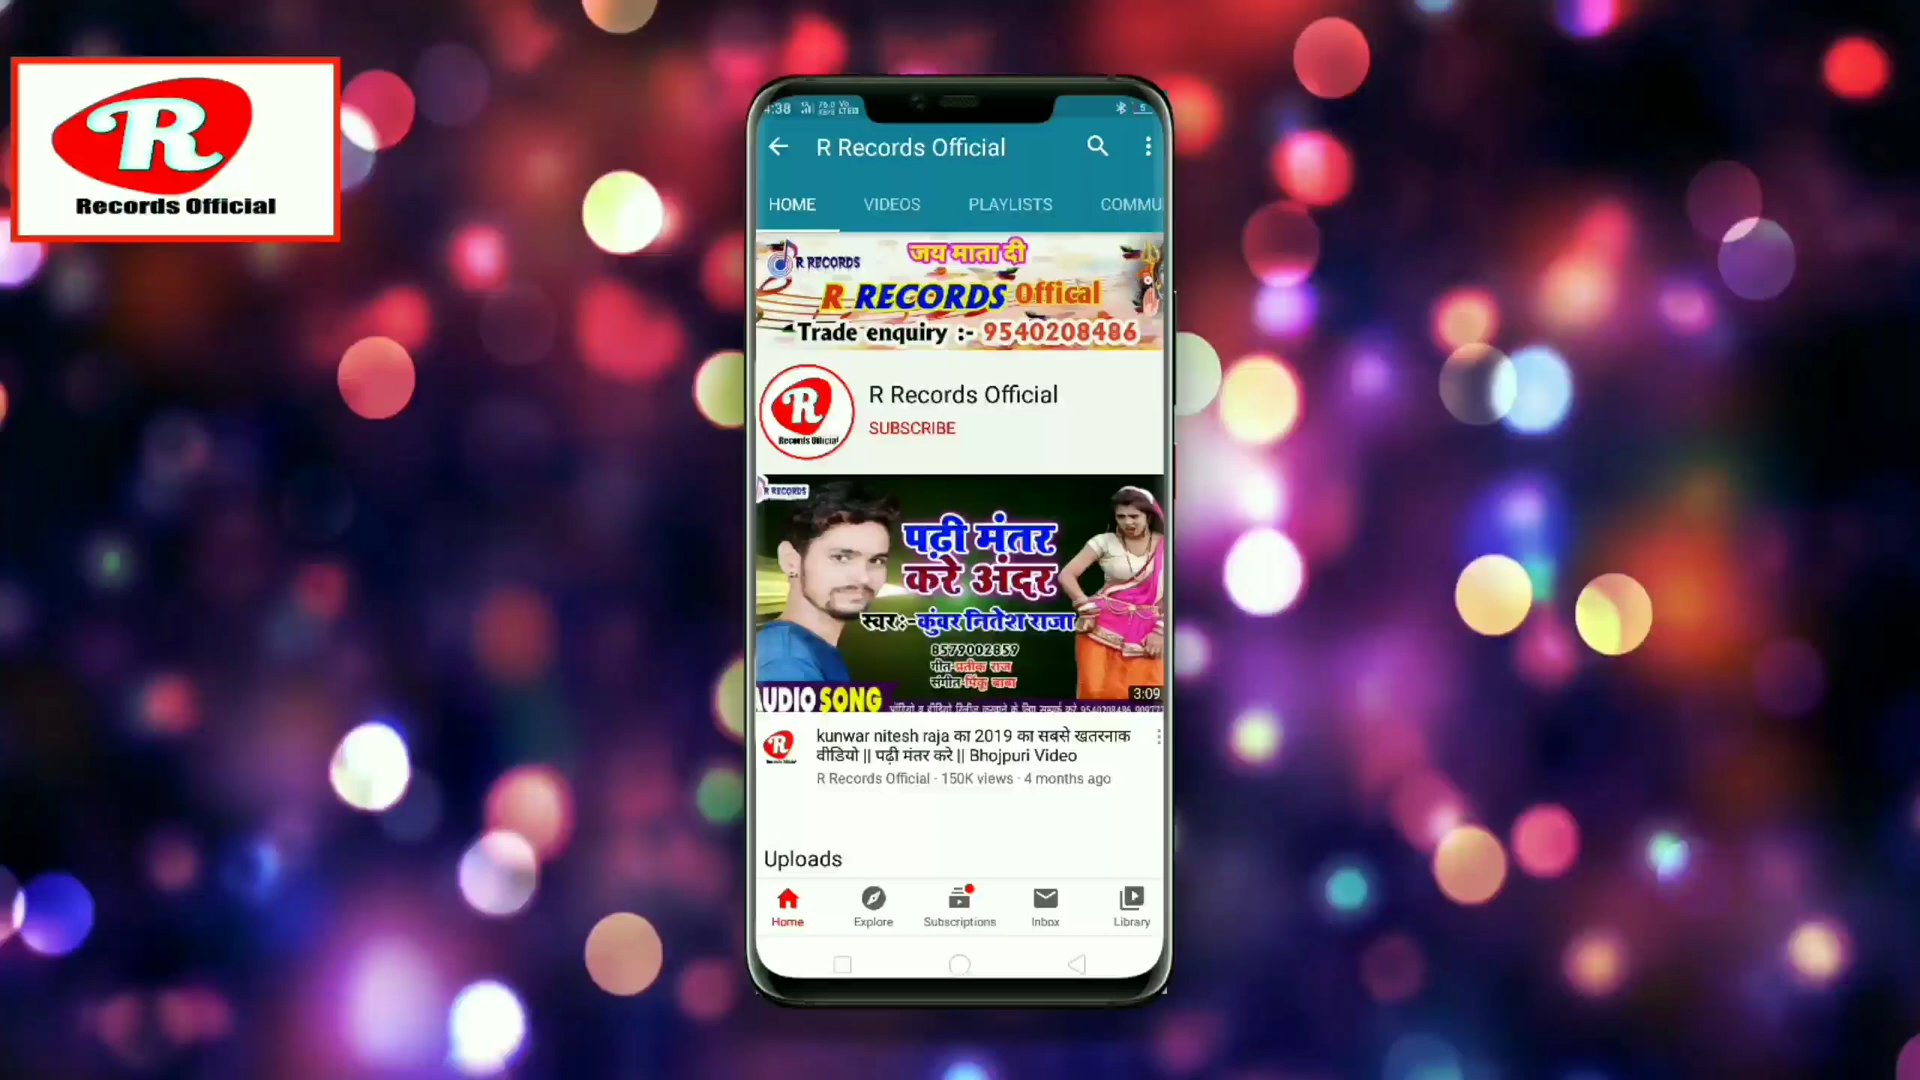 R
Records Official
4:38
R Records Official
HOME VIDEOS PLAYLISTS COMMU
R RECORDS
जय माता दी
R RECORDS Offical
Trade enquiry :- 9540208486
R
Records Official
R Records Official
SUBSCRIBE
R RECORDS
पढ़ी मंतर
करे अंदर
स्वर:-कुंवर नितेश राजा
8579002859
गीत-प्रतीक राज
संगीत-पिंकू बाबा
AUDIO SONG
3:09
R
kunwar nitesh raja का 2019 का सबसे खतरनाक
वीडियो || पढ़ी मंतर करे || Bhojpuri Video
R Records Official · 150K views · 4 months ago
Uploads
Home Explore Subscriptions Inbox Library